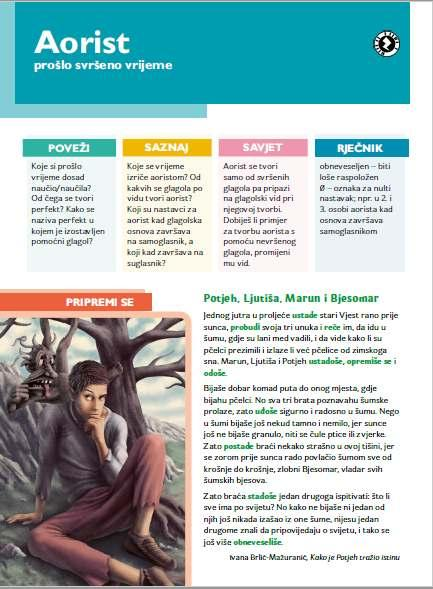 Aorist
prošlo svršeno vrijeme
POVEŽI
Koje si prošlo
vrijeme dosad
naučio/naučila?
Od čega se tvori
perfekt? Kako se
naziva perfekt u
kojem je izostavljen
pomoćni glagol?
SAZNAJ
Koje se vrijeme
izriče aoristom? Od
kakvih se glagola po
vidu tvori aorist?
Koji su nastavci za
aorist kad glagolska
osnova završava
na samoglasnik, a
koji kad završava na
suglasnik?
SAVJET
Aorist se tvori
samo od svršenih
glagola pa pripazi
na glagolski vid pri
njegovoj tvorbi.
Dobiješ li primjer
za tvorbu aorista s
pomoću nesvršenog
glagola, promijeni
mu vid.
RJEČNIK
obneveseljen – biti
loše raspoložen
Ø – oznaka za nulti
nastavak; npr. u 2. i
3. osobi aorista kad
osnova završava
samoglasnikom
PRIPREMI SE
Potjeh, Ljutiša, Marun i Bjesomar
Jednog jutra u proljeće ustade stari Vjest rano prije
sunca, probudi svoja tri unuka i reče im, da idu u
šumu, gdje su lani med vadili, i da vide kako li su
pčelci prezimili i izlaze li već pčelice od zimskoga
sna. Marun, Ljutiša i Potjeh ustadoše, opremiše se i
odoše.
Bijaše dobar komad puta do onog mjesta, gdje
bijahu pčelci. No sva tri brata poznavahu šumske
prolaze, zato uđoše sigurno i radosno u šumu. Nego
u šumi bijaše još nekud tamno i nemilo, jer sunce
još ne bijaše granulo, niti se čule ptice ili zvjerke.
Zato postade braći nekako strašno u ovoj tišini, jer
se zorom prije sunca rado povlačio šumom sve od
krošnje do krošnje, zlobni Bjesomar, vladar svih
šumskih bjesova.
Zato braća stadoše jedan drugoga ispitivati: što li
sve ima po svijetu? No kako ne bijaše ni jedan od
njih još nikada izašao iz one šume, nijesu jedan
drugome znali da pripovijedaju o svijetu, i tako se
još više obneveseliše.
Ivana Brlić-Mažuranić, Kako je Potjeh tražio istinu